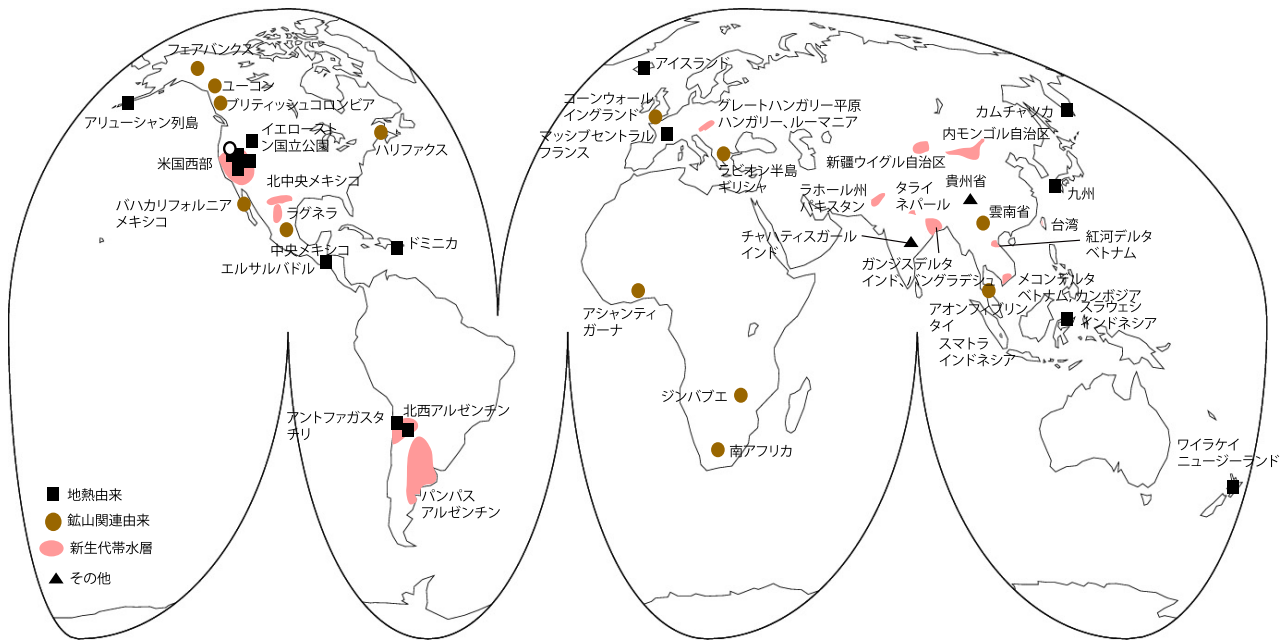 フェアバンクス
ユーコン
ブリティッシュコロンビア
アリューシャン列島
イエロースト
ン国立公園
ハリファクス
米国西部
北中央メキシコ
バハカリフォルニア
メキシコ
ラグネラ
中央メキシコ
ドミニカ
エルサルバドル
アントファガスタ
チリ
北西アルゼンチン
パンパス
アルゼンチン
アイスランド
コーンウォール
イングランド
マッシブセントラル
フランス
グレートハンガリー平原
ハンガリー、ルーマニア
ラビオン半島
ギリシャ
アシャンティ
ガーナ
ジンバブエ
南アフリカ
カムチャツカ
内モンゴル自治区
新疆ウイグル自治区
ラホール州
パキスタン
タライ
ネパール
貴州省
雲南省
九州
台湾
チャハティスガール
インド
紅河デルタ
ベトナム
ガンジスデルタ
インド、バングラデシュ
メコンデルタ
ベトナム、カンボジア
アオンフィブリン
タイ
スラウェシ
インドネシア
スマトラ
インドネシア
ワイラケイ
ニュージーランド
地熱由来
鉱山関連由来
新生代帯水層
その他